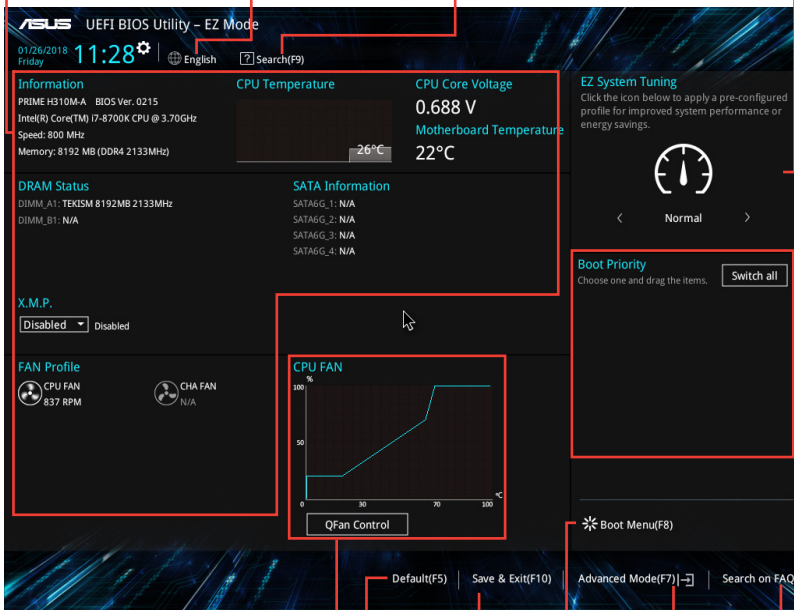 ASUS UEFI BIOS Utility – EZ Mode
01/26/2018
Friday
11:28
English
Search(F9)
Information
PRIME H310M-A BIOS Ver. 0215
Intel(R) Core(TM) i7-8700K CPU @ 3.70GHz
Speed: 800 MHz
Memory: 8192 MB (DDR4 2133MHz)
CPU Temperature
26°C
CPU Core Voltage
0.688 V
Motherboard Temperature
22°C
EZ System Tuning
Click the icon below to apply a pre-configured
profile for improved system performance or
energy savings.
Normal
DRAM Status
DIMM_A1: TEKISM 8192MB 2133MHz
DIMM_B1: N/A
SATA Information
SATA6G_1: N/A
SATA6G_2: N/A
SATA6G_3: N/A
SATA6G_4: N/A
X.M.P.
Disabled Disabled
Boot Priority
Choose one and drag the items.
Switch all
FAN Profile
CPU FAN
837 RPM
CHA FAN
N/A
CPU FAN
%
100
50
°C
0 30 70 100
QFan Control
Boot Menu(F8)
Default(F5)
Save & Exit(F10)
Advanced Mode(F7)
Search on FAQ